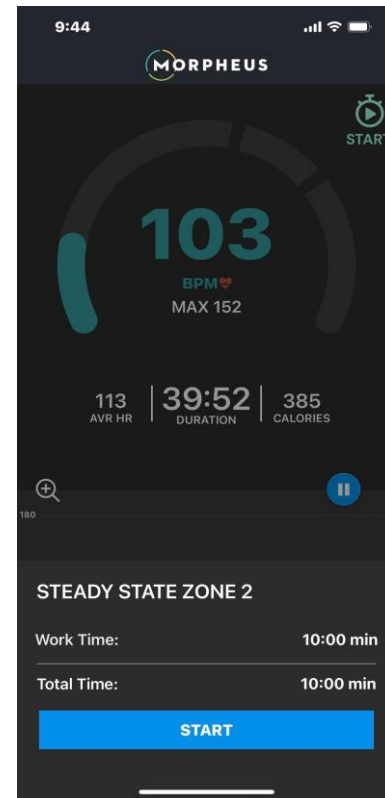 9:44
MORPHEUS
START
103
BPM
MAX 152
113 39:52 385
AVR HR DURATION CALORIES
180
STEADY STATE ZONE 2
Work Time: 10:00 min
Total Time: 10:00 min
START